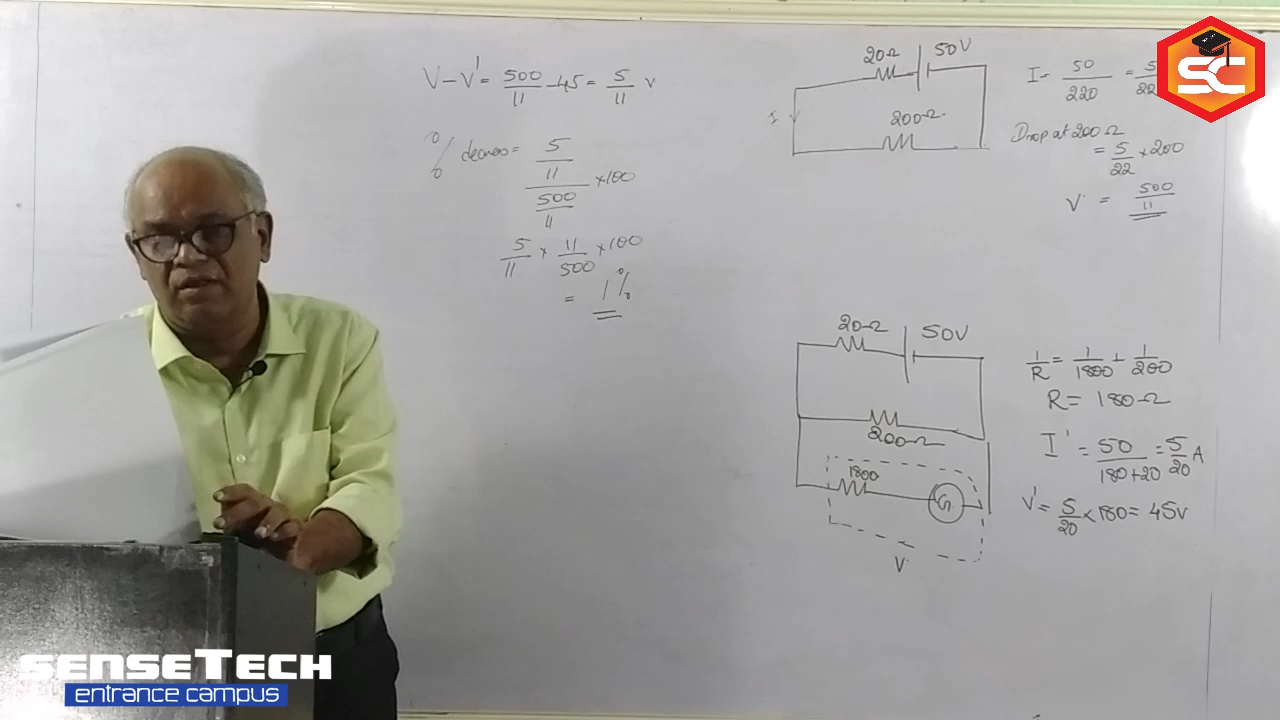 V - V' = 500/11 - 45 = 5/11 V
% decres = 5/11 / 500/11 × 100
5/11 × 11/500 × 100
= 1%
20Ω 50V
I
200Ω
I = 50/220 = 5/22
Drop at 200Ω
= 5/22 × 200
V = 500/11
20Ω 50V
200Ω
1800
G
V
1/R = 1/1800 + 1/200
R = 180Ω
I' = 50/180+20 = 5/20 A
V' = 5/20 × 180 = 45V
SC
senseTech
entrance campus